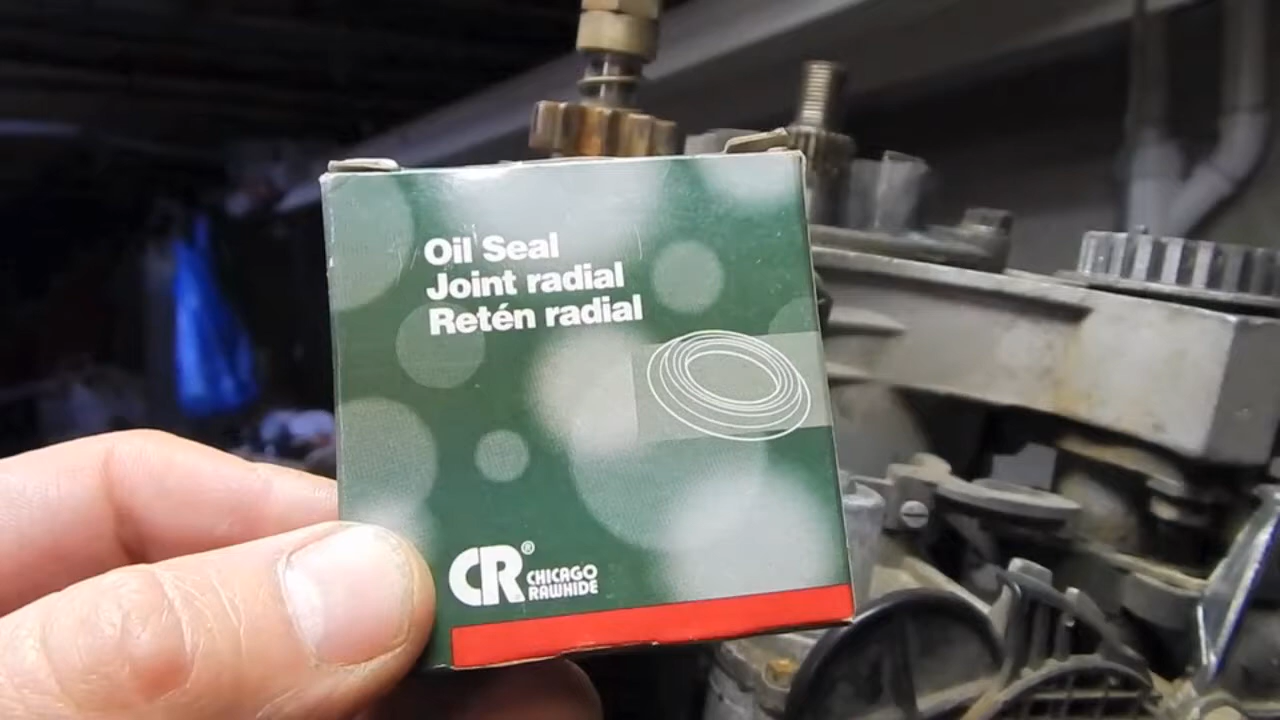 Oil Seal
Joint radial
Retén radial
CR®
CHICAGO
RAWHIDE